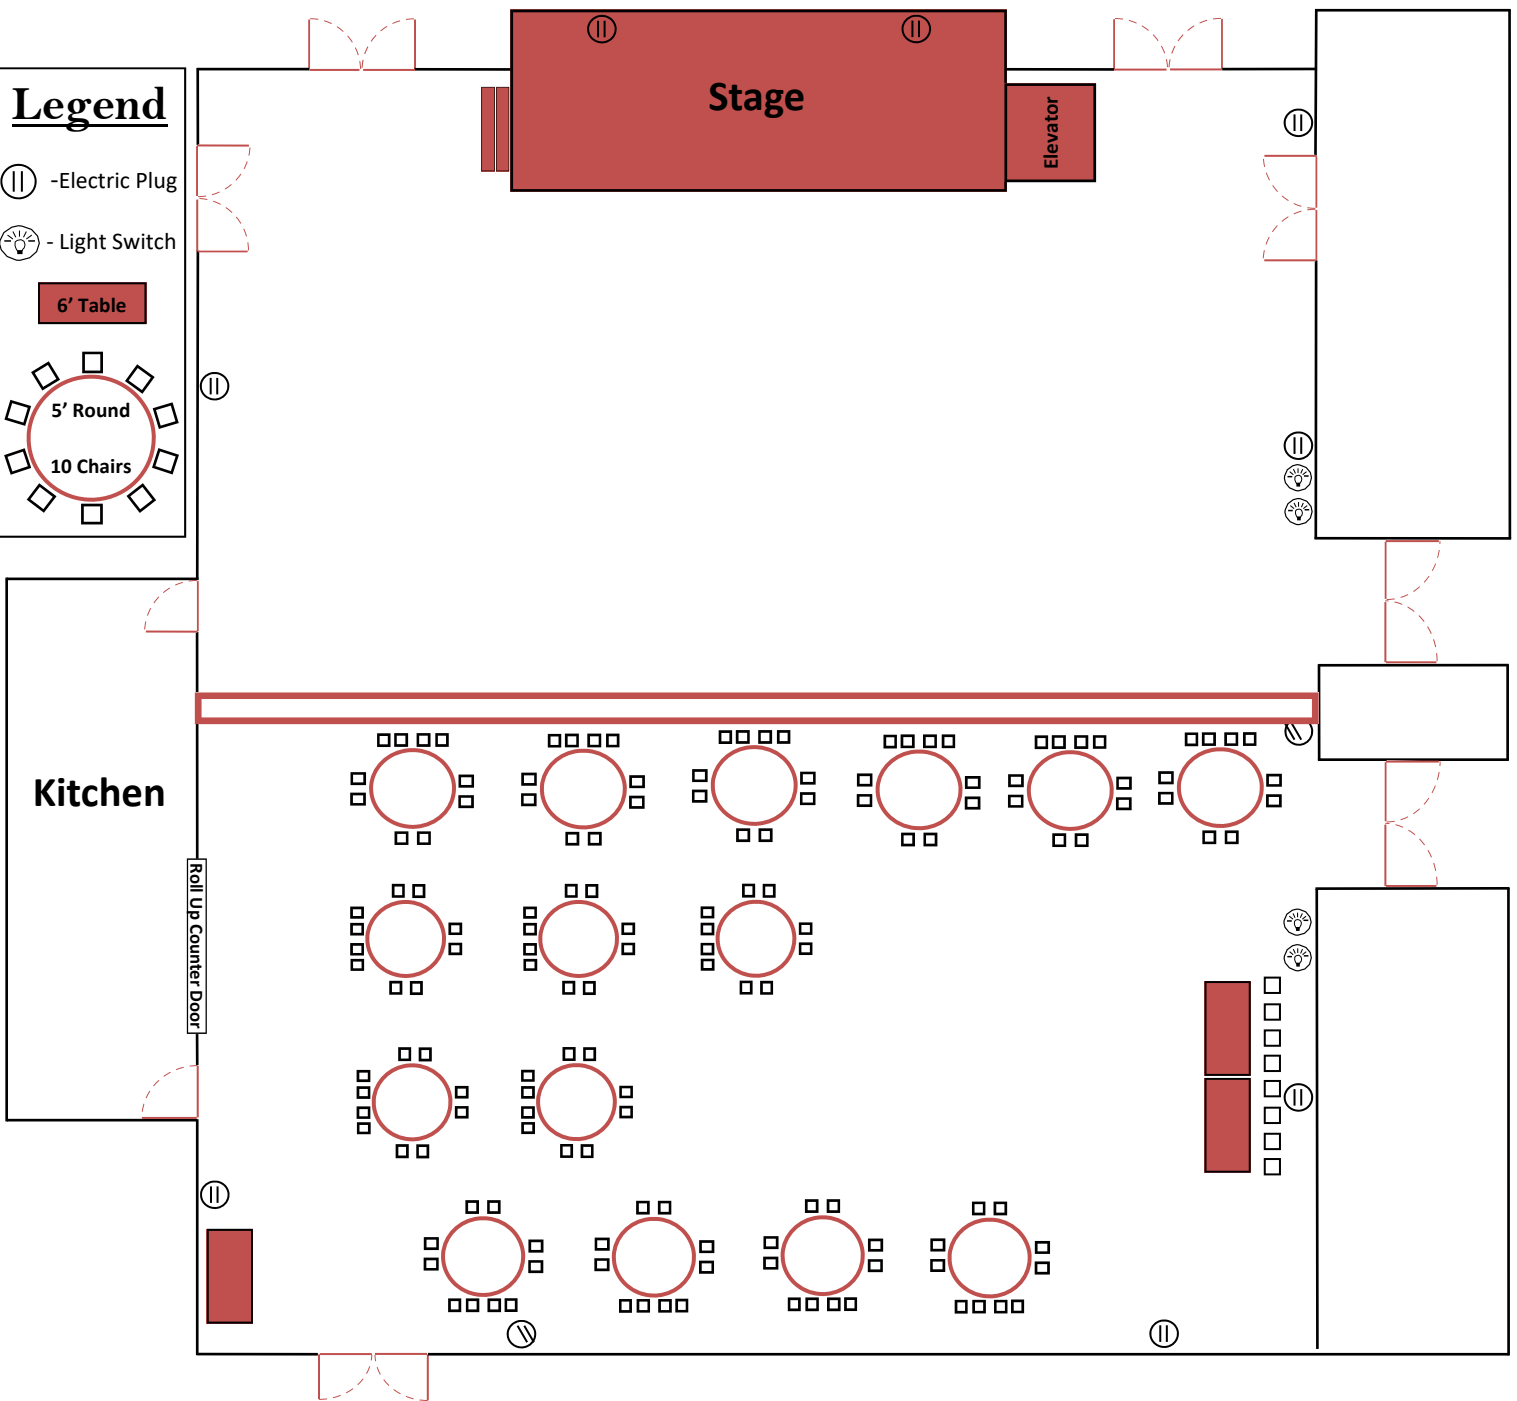 Stage
Elevator
Legend
-Electric Plug
- Light Switch
6’ Table
5’ Round
10 Chairs
Kitchen
Roll Up Counter Door